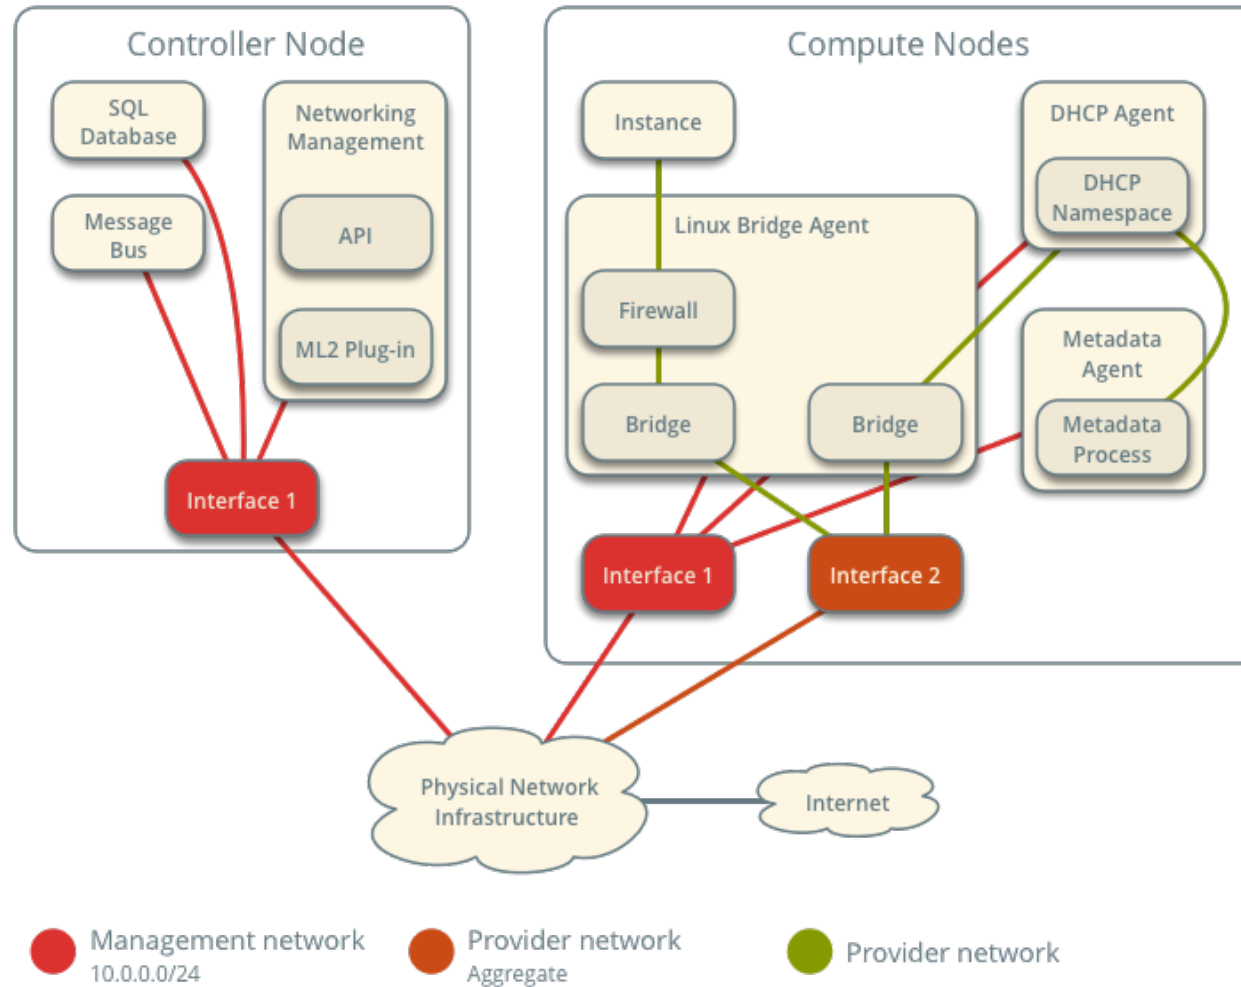 Controller Node
SQL
Database
Networking
Management
Message
Bus
API
ML2 Plug-in
Interface 1
Compute Nodes
Instance
DHCP Agent
DHCP
Namespace
Linux Bridge Agent
Firewall
Metadata
Agent
Bridge
Bridge
Metadata
Process
Interface 1
Interface 2
Physical Network
Infrastructure
Internet
Management network
10.0.0.0/24
Provider network
Aggregate
Provider network